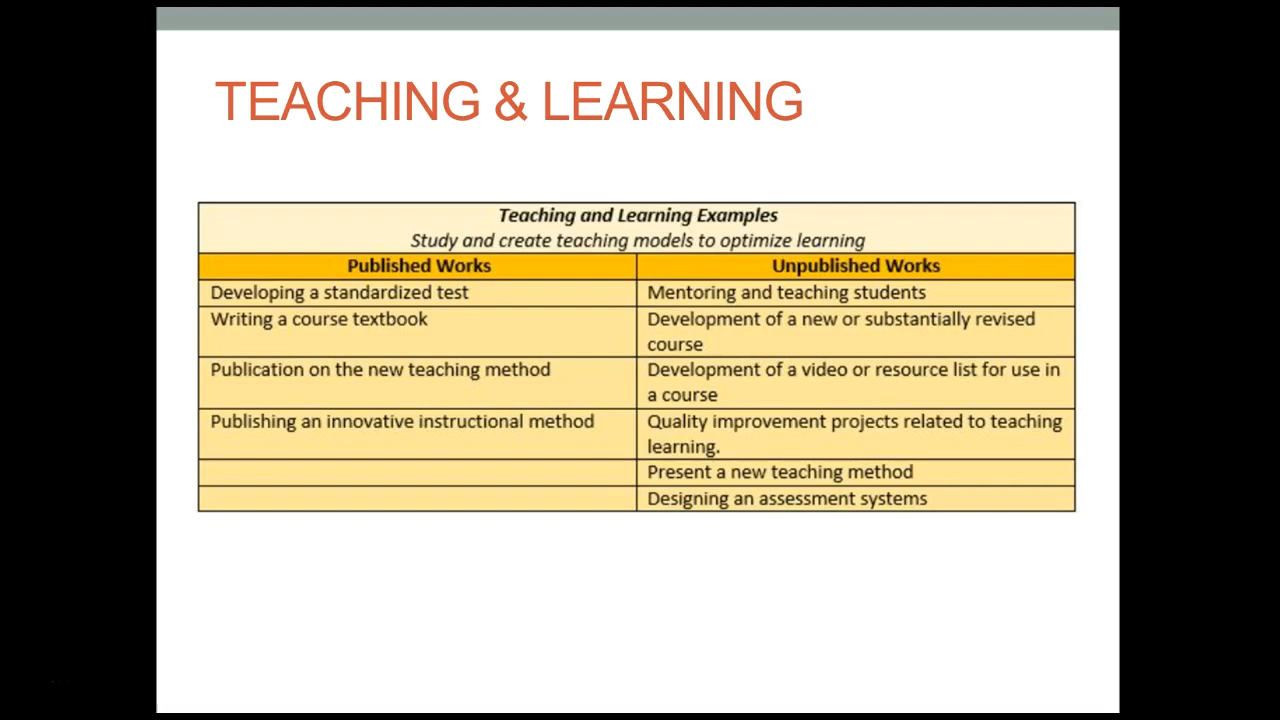 TEACHING & LEARNING
Teaching and Learning Examples
Study and create teaching models to optimize learning
Published Works
Unpublished Works
Developing a standardized test
Mentoring and teaching students
Writing a course textbook
Development of a new or substantially revised
course
Publication on the new teaching method
Development of a video or resource list for use in
a course
Publishing an innovative instructional method
Quality improvement projects related to teaching
learning.
Present a new teaching method
Designing an assessment systems